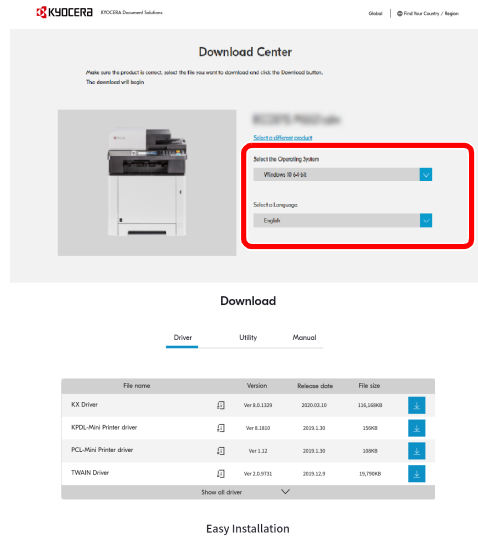 KYOCERA KYOCERA Document Solutions
Global Find Your Country / Region
Download Center
Make sure the product is correct, select the file you want to download and click the Download button.
The download will begin
Select a different product
Select the Operating System
Windows 10 64 bit
Select a Language
English
Download
Driver Utility Manual
File name Version Release date File size
KX Driver Ver 8.0.1329 2020.03.10 116,168KB
KPDL-Mini Printer driver Ver 8.1810 2019.1.30 156KB
PCL-Mini Printer driver Ver 1.12 2019.1.30 108KB
TWAIN Driver Ver 2.0.9731 2019.12.9 19,790KB
Show all driver
Easy Installation